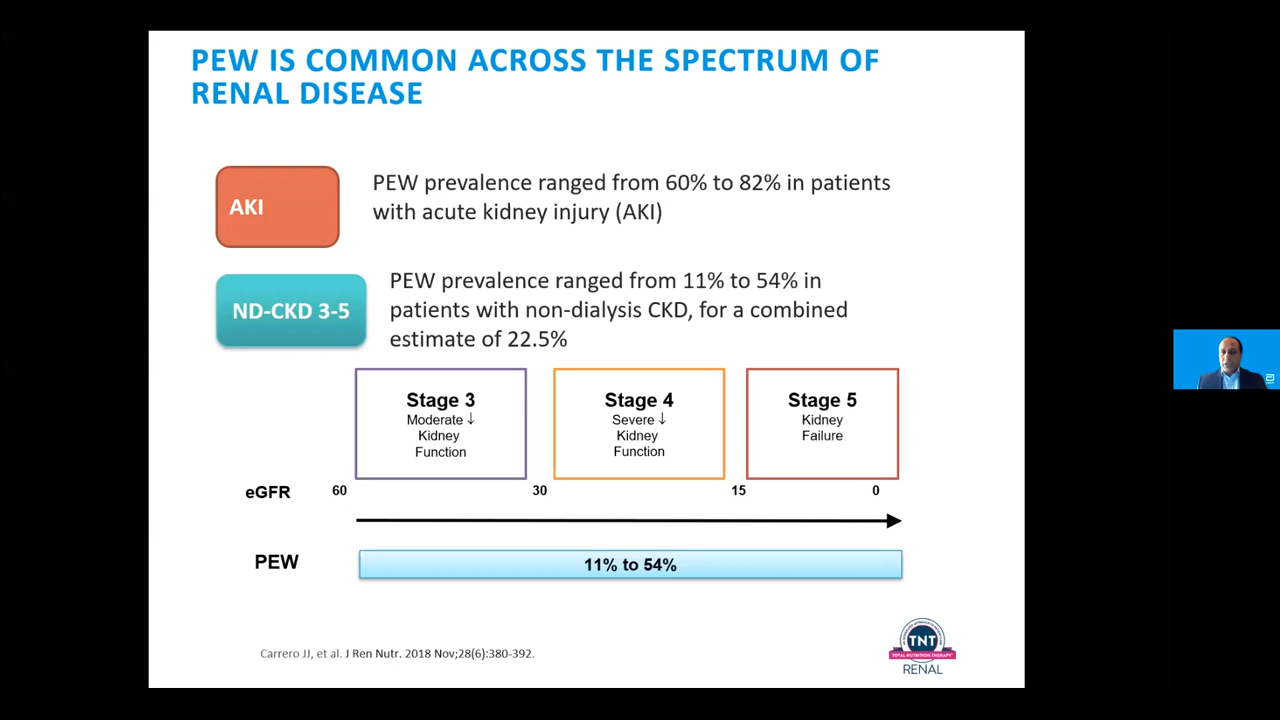 PEW IS COMMON ACROSS THE SPECTRUM OF
RENAL DISEASE
AKI
PEW prevalence ranged from 60% to 82% in patients
with acute kidney injury (AKI)
ND-CKD 3-5
PEW prevalence ranged from 11% to 54% in
patients with non-dialysis CKD, for a combined
estimate of 22.5%
Stage 3
Moderate ↓
Kidney
Function
Stage 4
Severe ↓
Kidney
Function
Stage 5
Kidney
Failure
eGFR
60
30
15
0
PEW
11% to 54%
Carrero JJ, et al. J Ren Nutr. 2018 Nov;28(6):380-392.
TNT
TOTAL NUTRITION THERAPY
RENAL